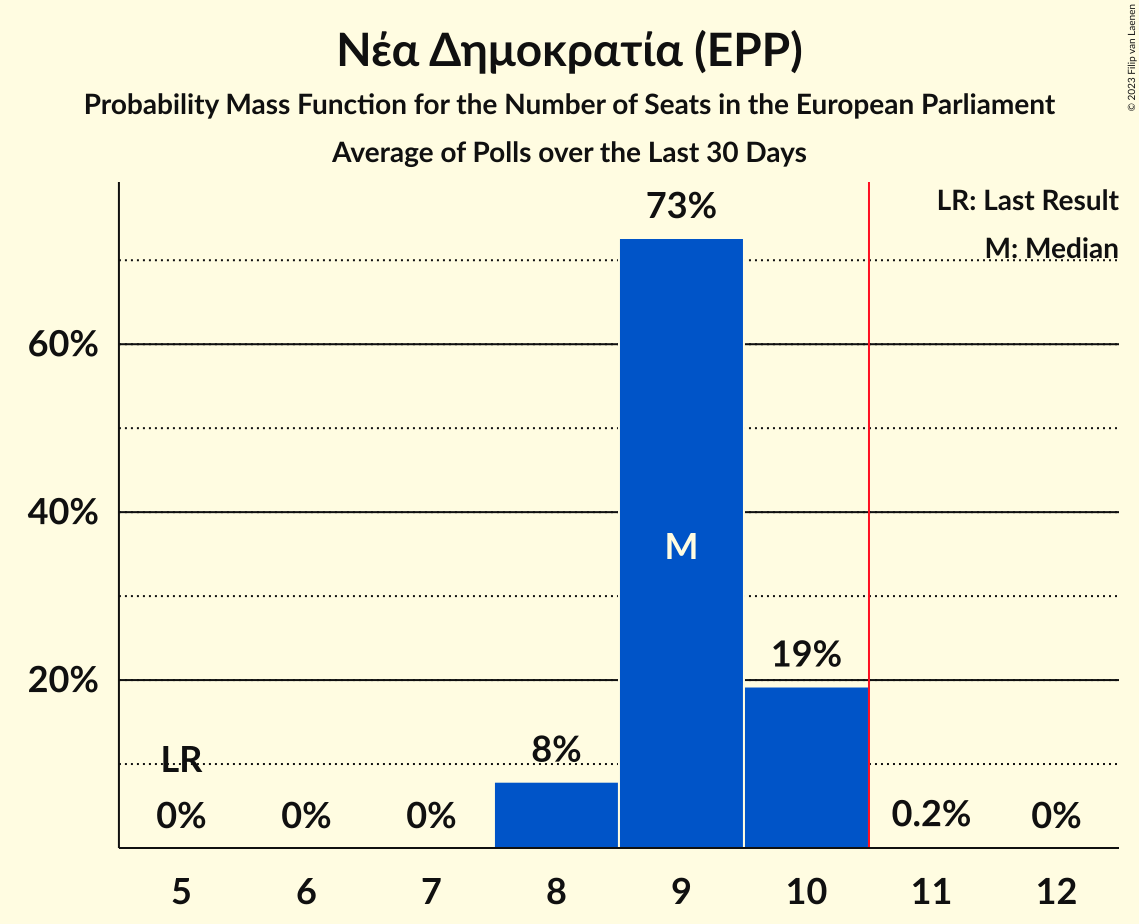 Νέα Δημοκρατία (EPP)
Probability Mass Function for the Number of Seats in the European Parliament
Average of Polls over the Last 30 Days
© 2023 Filip van Laenen
LR: Last Result
M: Median
73%
60%
40%
M
19%
20%
8%
LR
0%
0%
0%
0.2%
0%
5
6
7
8
9
10
11
12